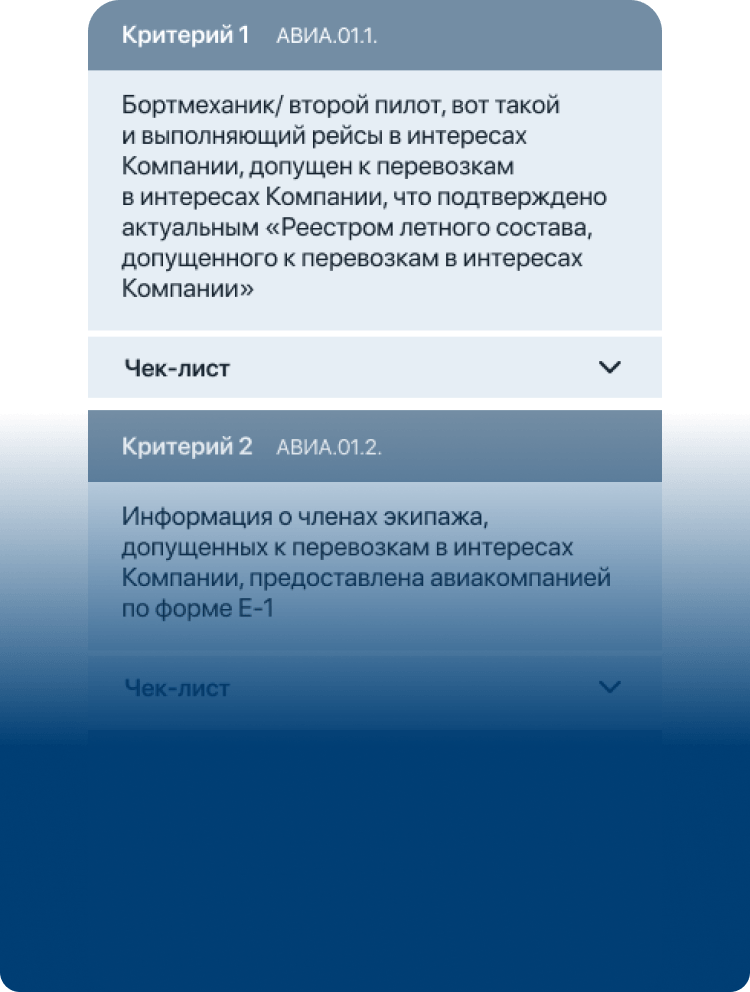 Критерий 1 АВИА.01.1.
Бортмеханик/ второй пилот, вот такой
и выполняющий рейсы в интересах
Компании, допущен к перевозкам
в интересах Компании, что подтверждено
актуальным «Реестром летного состава,
допущенного к перевозкам в интересах
Компании»
Чек-лист
Критерий 2 АВИА.01.2.
Информация о членах экипажа,
допущенных к перевозкам в интересах
Компании, предоставлена авиакомпанией
по форме Е-1
Чек-лист